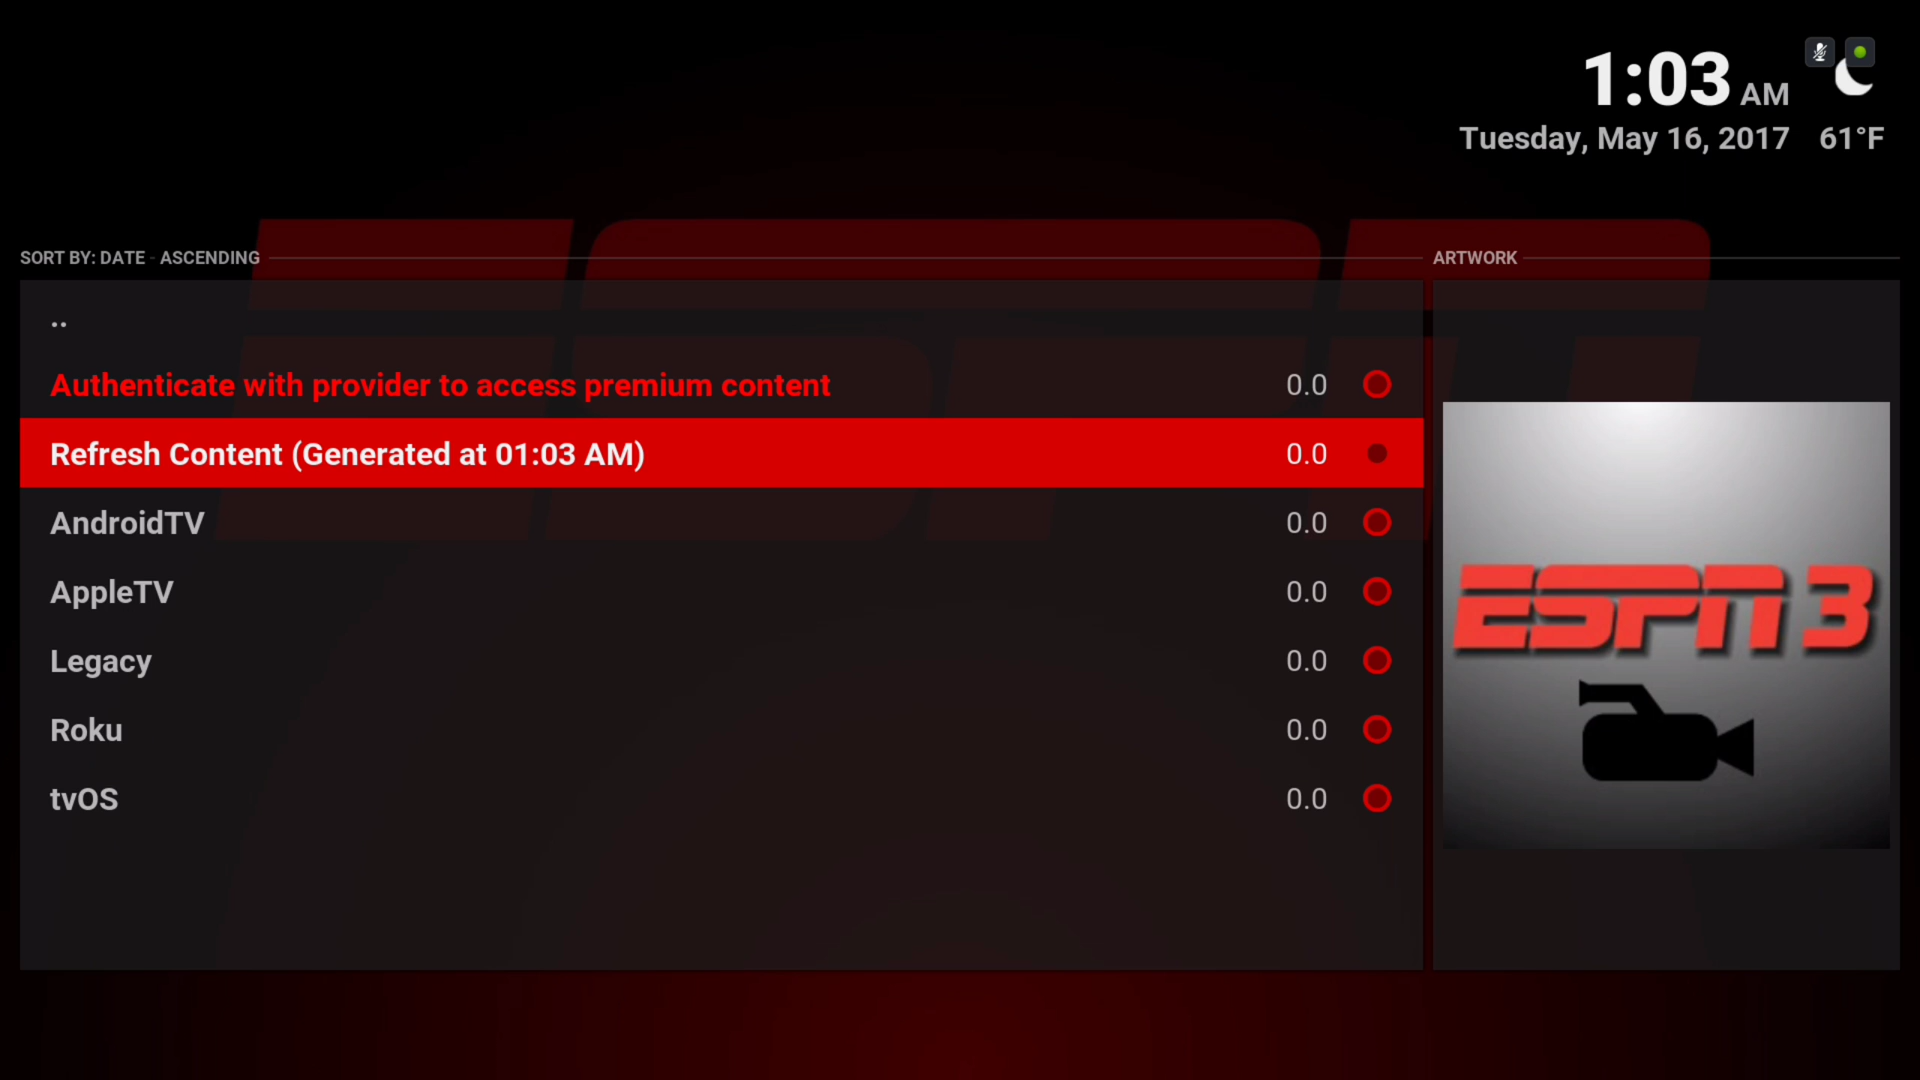 1:03 AM
Tuesday, May 16, 2017 61°F
SORT BY: DATE - ASCENDING
ARTWORK
..
Authenticate with provider to access premium content 0.0
Refresh Content (Generated at 01:03 AM) 0.0
AndroidTV 0.0
AppleTV 0.0
Legacy 0.0
Roku 0.0
tvOS 0.0
ESPN 3
ESPN